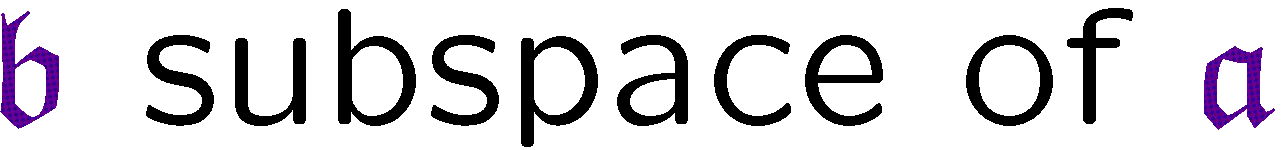 𝔟 subspace of 𝔞